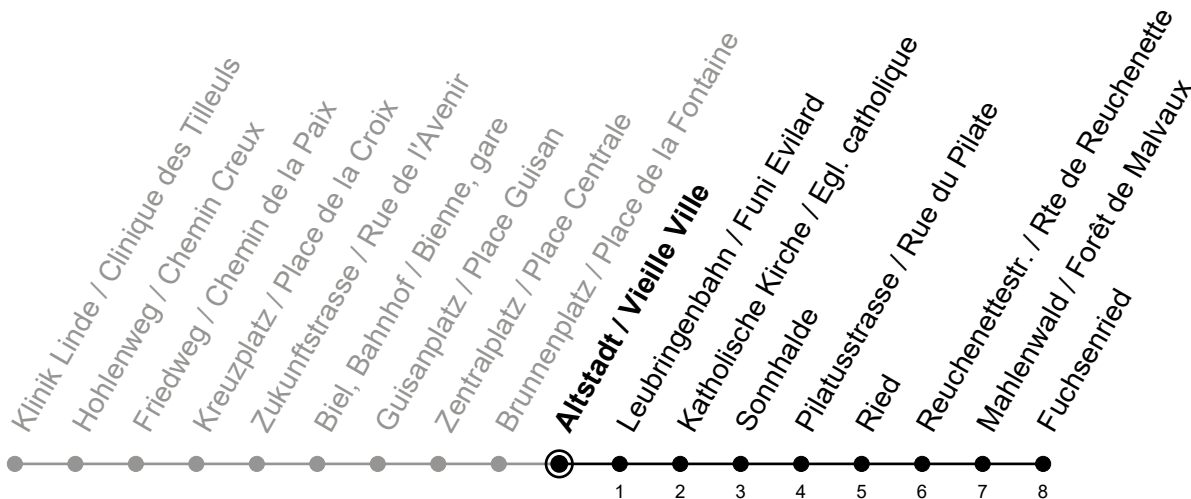 Klinik Linde / Clinique des Tilleuls
Hohlenweg / Chemin Creux
Friedweg / Chemin de la Paix
Kreuzplatz / Place de la Croix
Zukunftstrasse / Rue de l'Avenir
Biel, Bahnhof / Bienne, gare
Guisanplatz / Place Guisan
Zentralplatz / Place Centrale
Brunnenplatz / Place de la Fontaine
Altstadt / Vieille Ville
Leubringenbahn / Funi Evilard
Katholische Kirche / Egl. catholique
Sonnhalde
Pilatusstrasse / Rue du Pilate
Ried
Reuchenettestr. / Rte de Reuchenette
Mahlenwald / Forêt de Malvaux
Fuchsenried
1 2 3 4 5 6 7 8